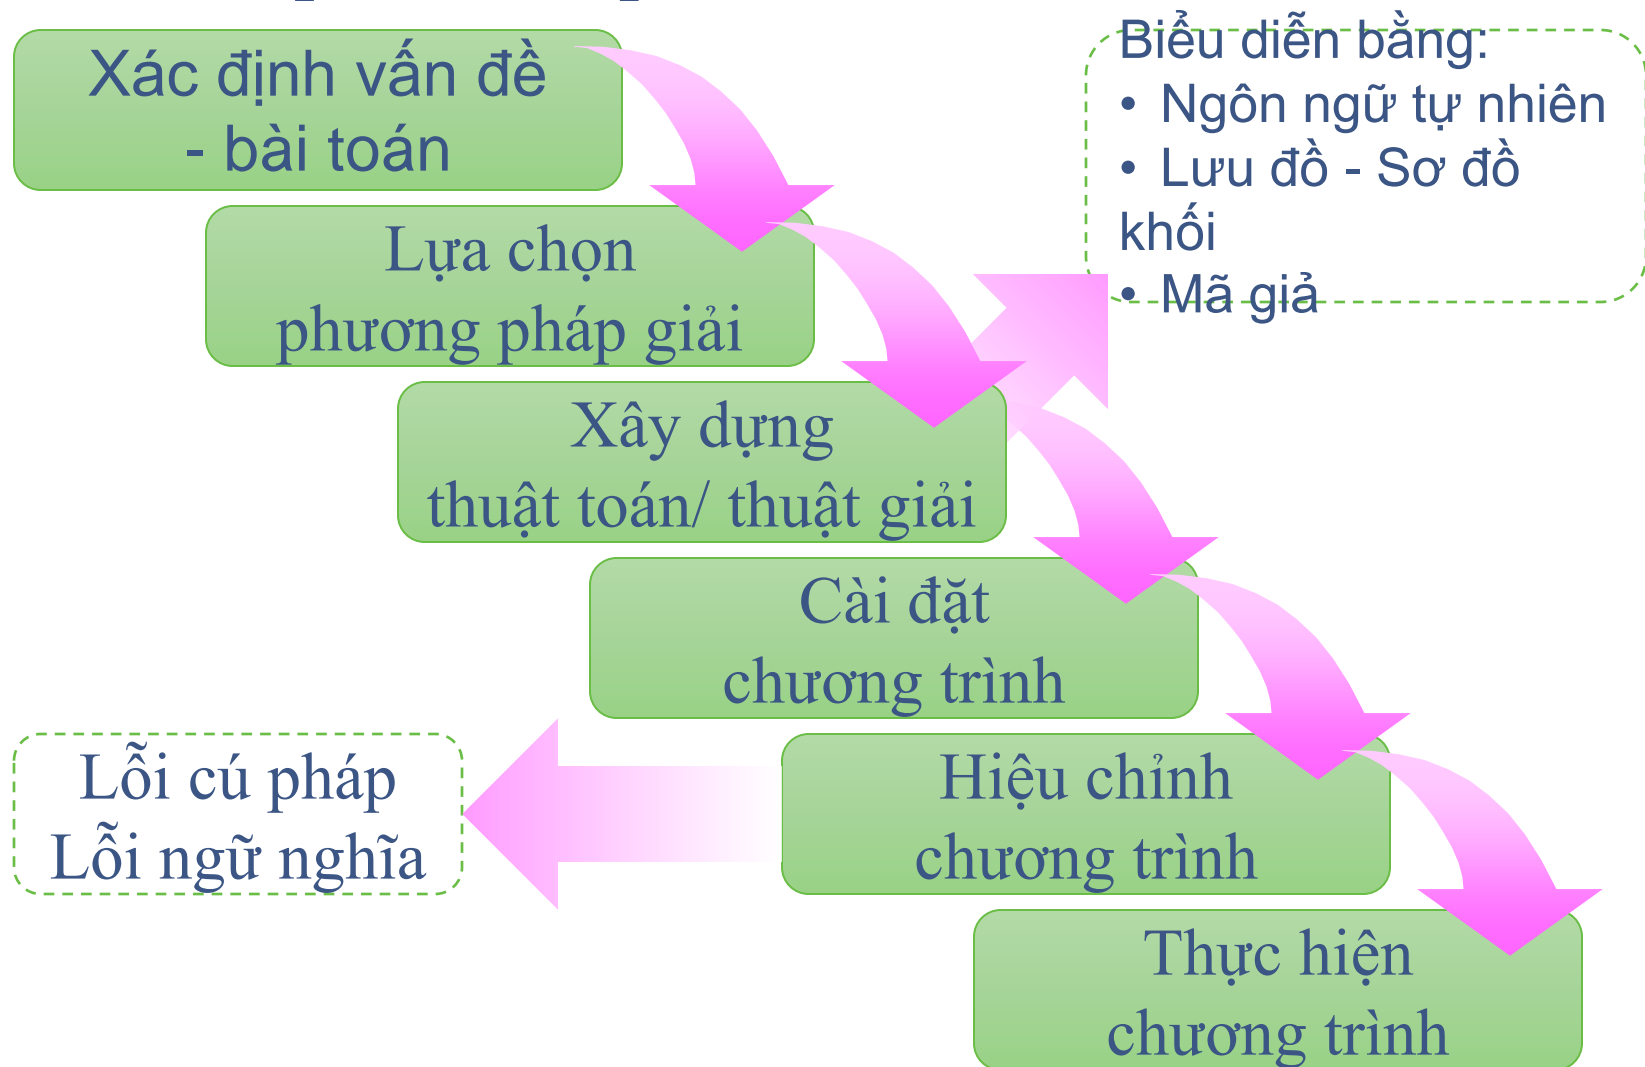 Xác định vấn đề
- bài toán
Biểu diễn bằng:
• Ngôn ngữ tự nhiên
• Lưu đồ - Sơ đồ
khối
• Mã giả
Lựa chọn
phương pháp giải
Xây dựng
thuật toán/ thuật giải
Cài đặt
chương trình
Hiệu chỉnh
chương trình
Lỗi cú pháp
Lỗi ngữ nghĩa
Thực hiện
chương trình